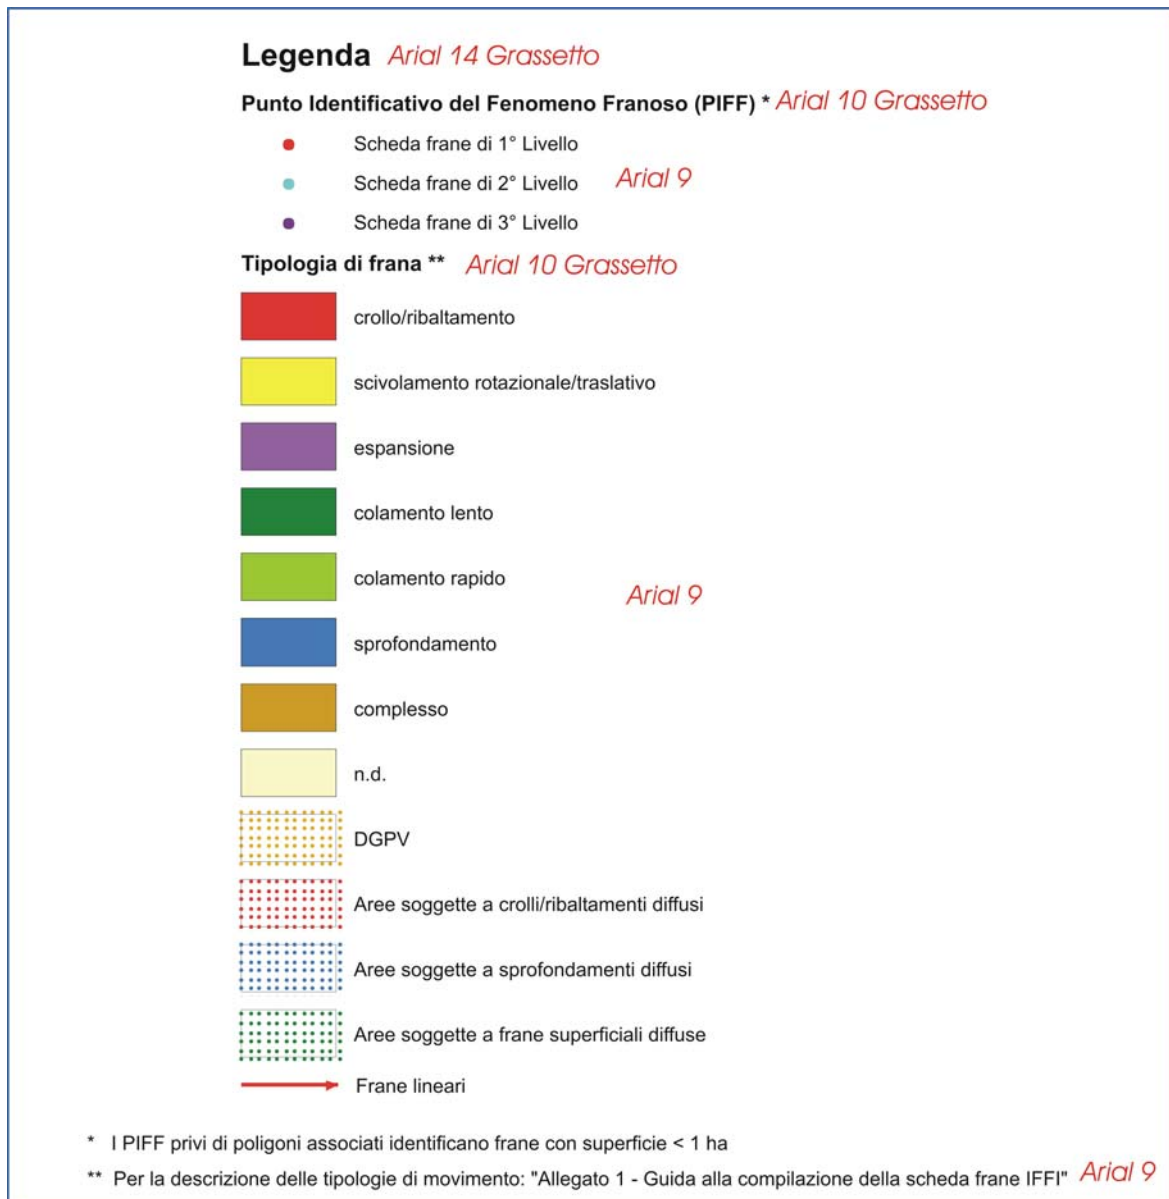 Legenda Arial 14 Grassetto
Punto Identificativo del Fenomeno Franoso (PIFF) * Arial 10 Grassetto
Scheda frane di 1° Livello
Scheda frane di 2° Livello Arial 9
Scheda frane di 3° Livello
Tipologia di frana ** Arial 10 Grassetto
crollo/ribaltamento
scivolamento rotazionale/traslativo
espansione
colamento lento
colamento rapido
Arial 9
sprofondamento
complesso
n.d.
DGPV
Aree soggette a crolli/ribaltamenti diffusi
Aree soggette a sprofondamenti diffusi
Aree soggette a frane superficiali diffuse
Frane lineari
* I PIFF privi di poligoni associati identificano frane con superficie < 1 ha
** Per la descrizione delle tipologie di movimento: "Allegato 1 - Guida alla compilazione della scheda frane IFFI" Arial 9